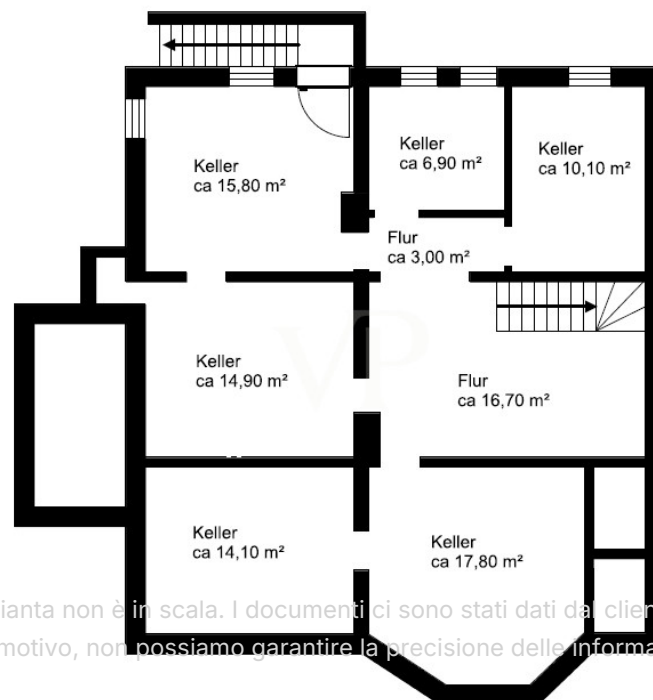 Keller
ca 15,80 m²
Keller
ca 6,90 m²
Keller
ca 10,10 m²
Flur
ca 3,00 m²
Keller
ca 14,90 m²
VP
Flur
ca 16,70 m²
Keller
ca 14,10 m²
Keller
ca 17,80 m²
ianta non è in scala. I documenti ci sono stati dati dal clien
motivo, non possiamo garantire la precisione delle informa